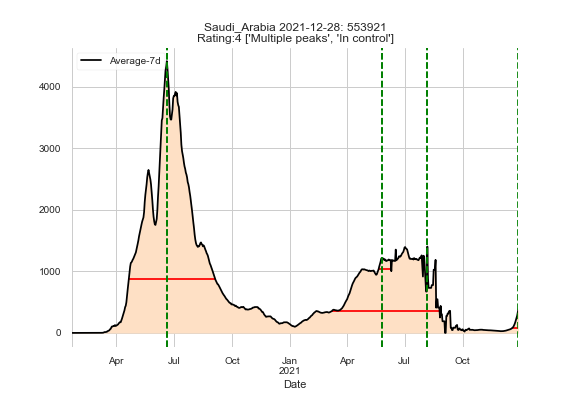 Saudi_Arabia 2021-12-28: 553921
Rating:4 ['Multiple peaks', 'In control']
Average-7d
4000
3000
2000
1000
0
Apr Jul Oct Jan Apr Jul Oct
2021
Date